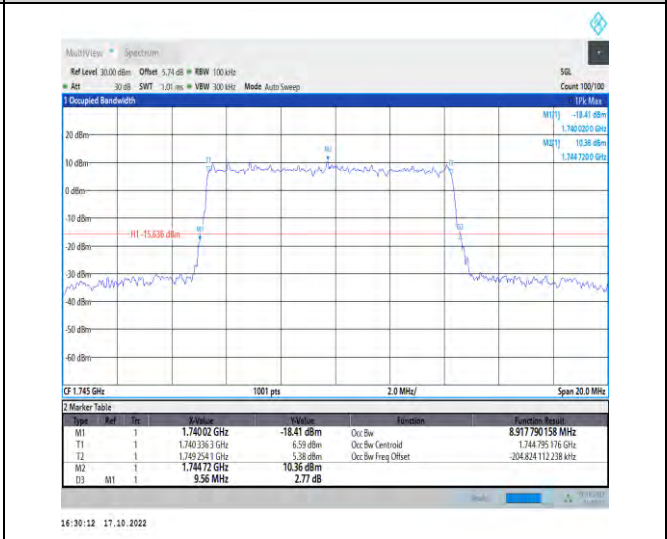 MultiView Spectrum
Ref Level 30.00 dBm Offset 5.74 dB RBW 100 kHz SGL
Att 30 dB SWT 1.01 ms VBW 300 kHz Mode Auto Sweep Count 100/100
1 Occupied Bandwidth 1Pk Max
M1[1] -18.41 dBm
1.740 020 0 GHz
M2[1] 10.36 dBm
1.744 720 0 GHz
20 dBm
M2
T1
10 dBm
0 dBm
-10 dBm
M1
H1 -15.638 dBm
-20 dBm
-30 dBm
-40 dBm
-50 dBm
-60 dBm
CF 1.745 GHz 1001 pts 2.0 MHz/ Span 20.0 MHz
2 Marker Table
Type Ref Trc X-Value Y-Value Function Function Result
M1 1 1.740 02 GHz -18.41 dBm Occ Bw 8.917 790 158 MHz
T1 1 1.740 336 3 GHz 6.59 dBm Occ Bw Centroid 1.744 795 176 GHz
T2 1 1.749 254 1 GHz 5.38 dBm Occ Bw Freq Offset -204.824 112 238 kHz
M2 1 1.744 72 GHz 10.36 dBm
D3 M1 1 9.56 MHz 2.77 dB
16:30:12 17.10.2022